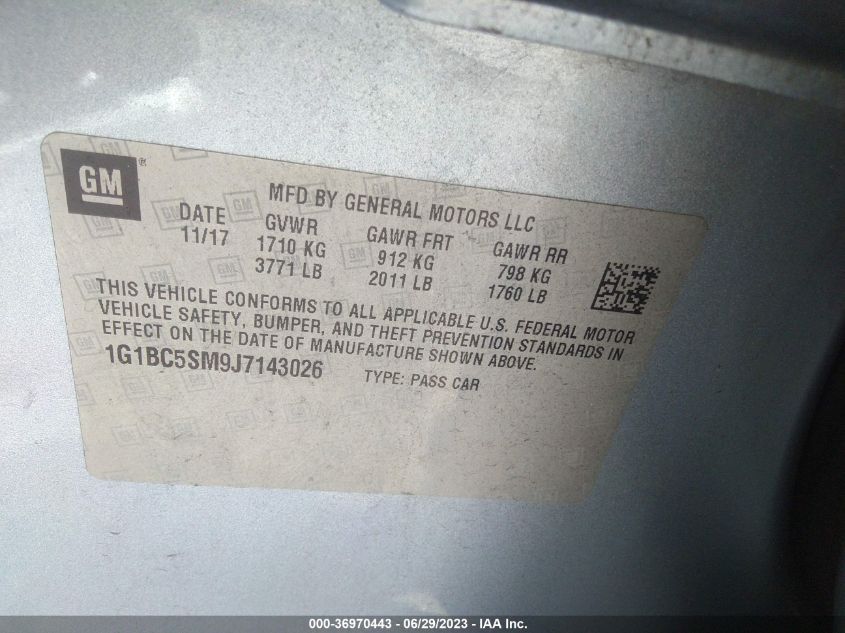 GM®
MFD BY GENERAL MOTORS LLC
DATE GVWR GAWR FRT GAWR RR
11/17 1710 KG 912 KG 798 KG
3771 LB 2011 LB 1760 LB
THIS VEHICLE CONFORMS TO ALL APPLICABLE U.S. FEDERAL MOTOR
VEHICLE SAFETY, BUMPER, AND THEFT PREVENTION STANDARDS IN
EFFECT ON THE DATE OF MANUFACTURE SHOWN ABOVE.
1G1BC5SM9J7143026 TYPE: PASS CAR
000-36970443 - 06/29/2023 - IAA Inc.